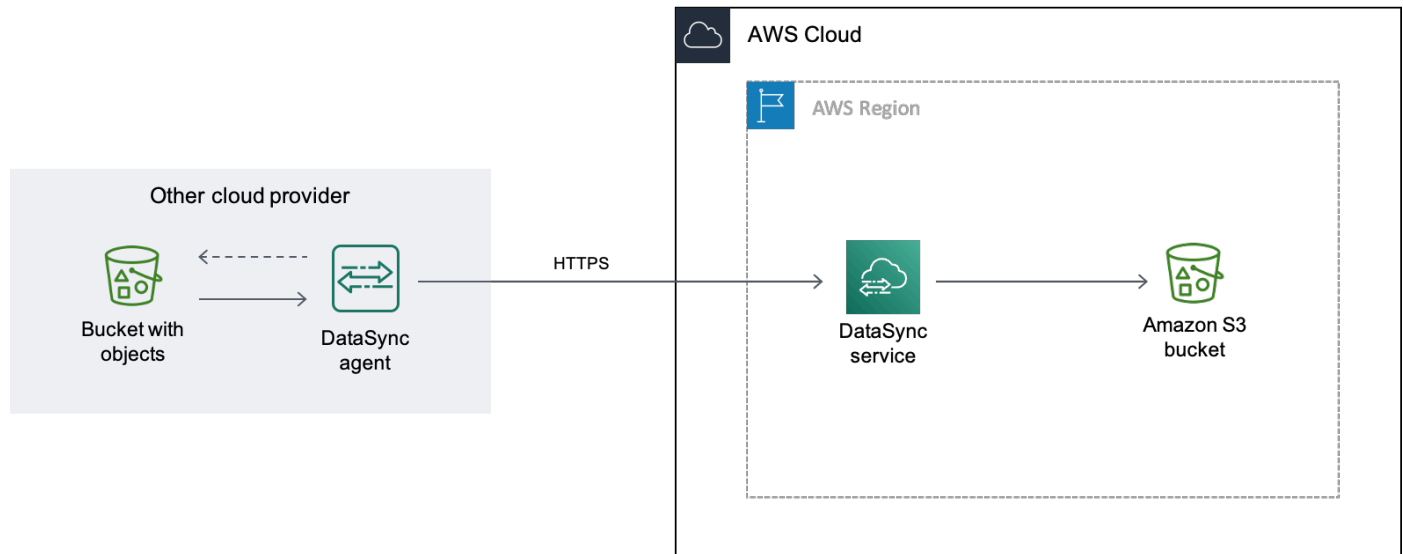 AWS Cloud
AWS Region
Other cloud provider
HTTPS
Bucket with
objects
DataSync
agent
DataSync
service
Amazon S3
bucket